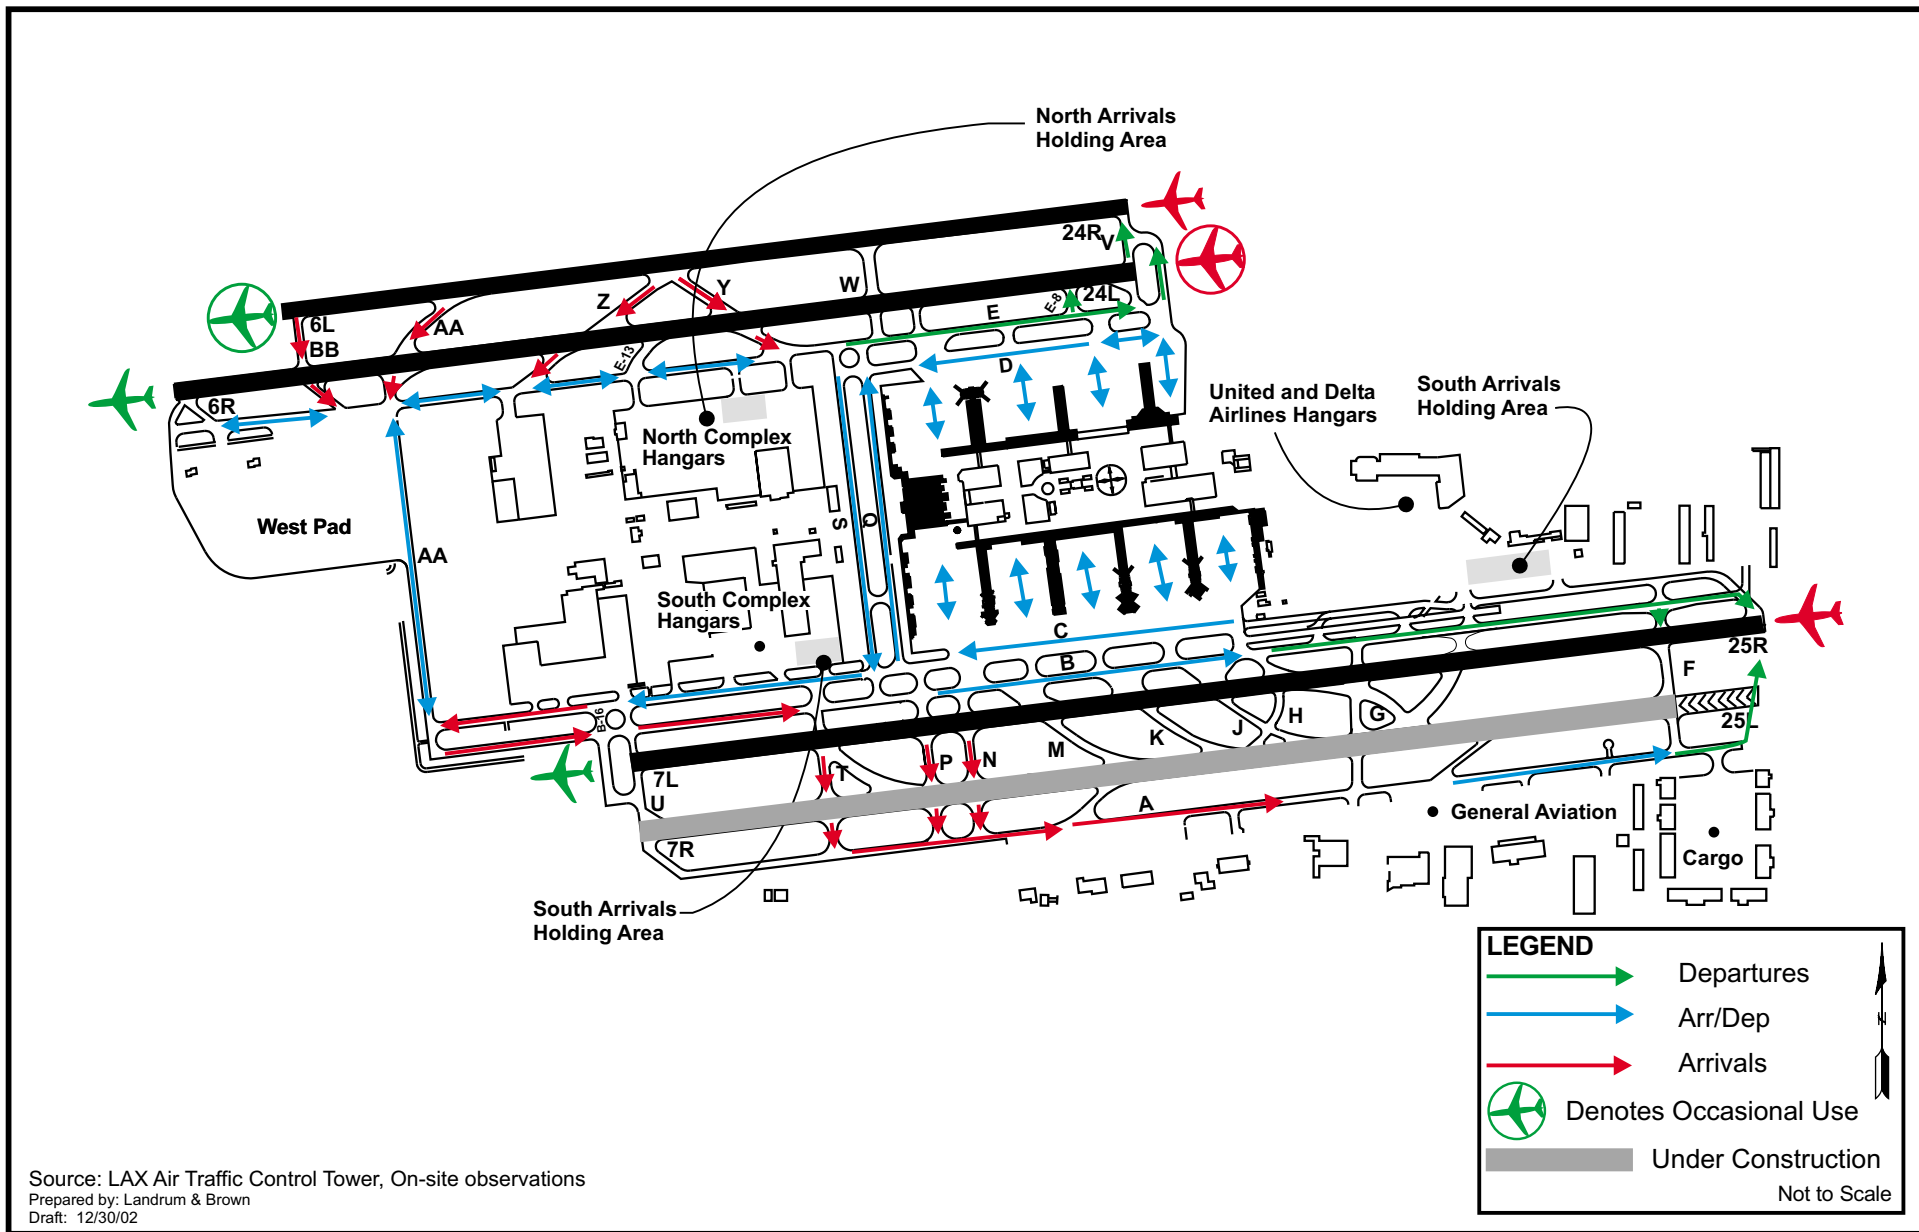 North Arrivals
Holding Area
24R
V
6L
BB
AA
Z
Y
W
E
E-8
24L
E-13
D
6R
United and Delta
Airlines Hangars
South Arrivals
Holding Area
North Complex
Hangars
West Pad
S
Q
AA
South Complex
Hangars
C
B
25R
F
25L
B-16
H
G
J
K
M
N
P
T
7L
U
A
7R
General Aviation
Cargo
South Arrivals
Holding Area
LEGEND
Departures
Arr/Dep
Arrivals
N
Denotes Occasional Use
Under Construction
Not to Scale
Source: LAX Air Traffic Control Tower, On-site observations
Prepared by: Landrum & Brown
Draft: 12/30/02